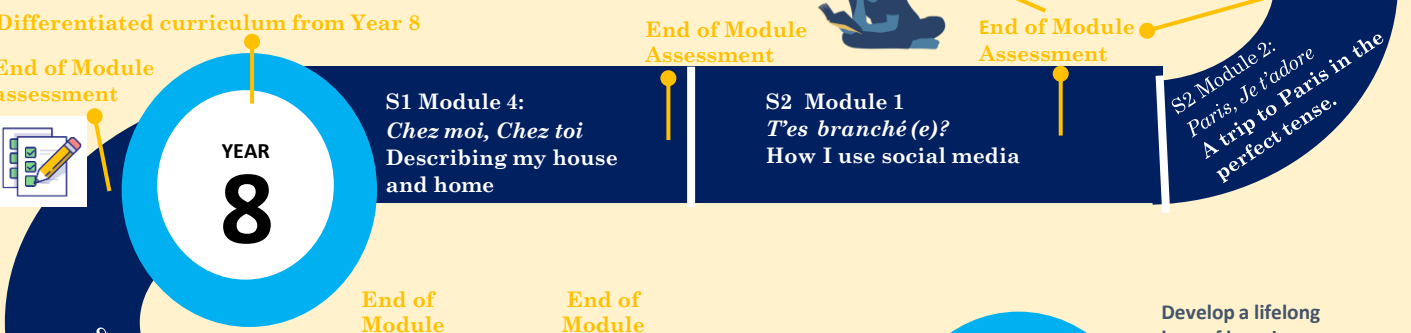 Differentiated curriculum from Year 8
End of Module
assessment
YEAR
8
S1 Module 4:
Chez moi, Chez toi
Describing my house
and home
End of Module
Assessment
S2 Module 1
T'es branché (e)?
How I use social media
End of Module
Assessment
S2 Module 2:
Paris, Je t'adore
A trip to Paris in the
perfect tense.
End of
Module
End of
Module
Develop a lifelong